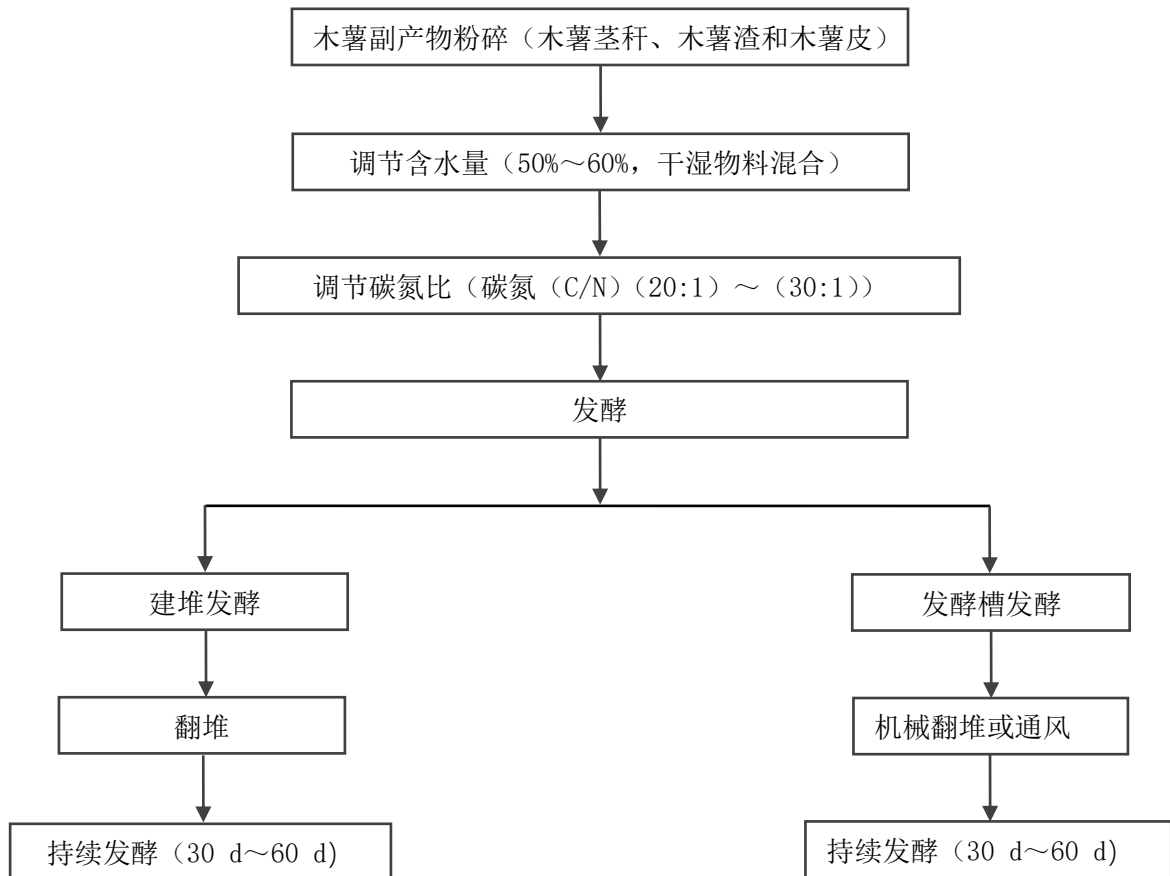 木薯副产物粉碎（木薯茎秆、木薯渣和木薯皮）
调节含水量（50%～60%，干湿物料混合）
调节碳氮比（碳氮（C/N）（20:1）～（30:1））
发酵
建堆发酵
发酵槽发酵
翻堆
机械翻堆或通风
持续发酵（30 d～60 d）
持续发酵（30 d～60 d）